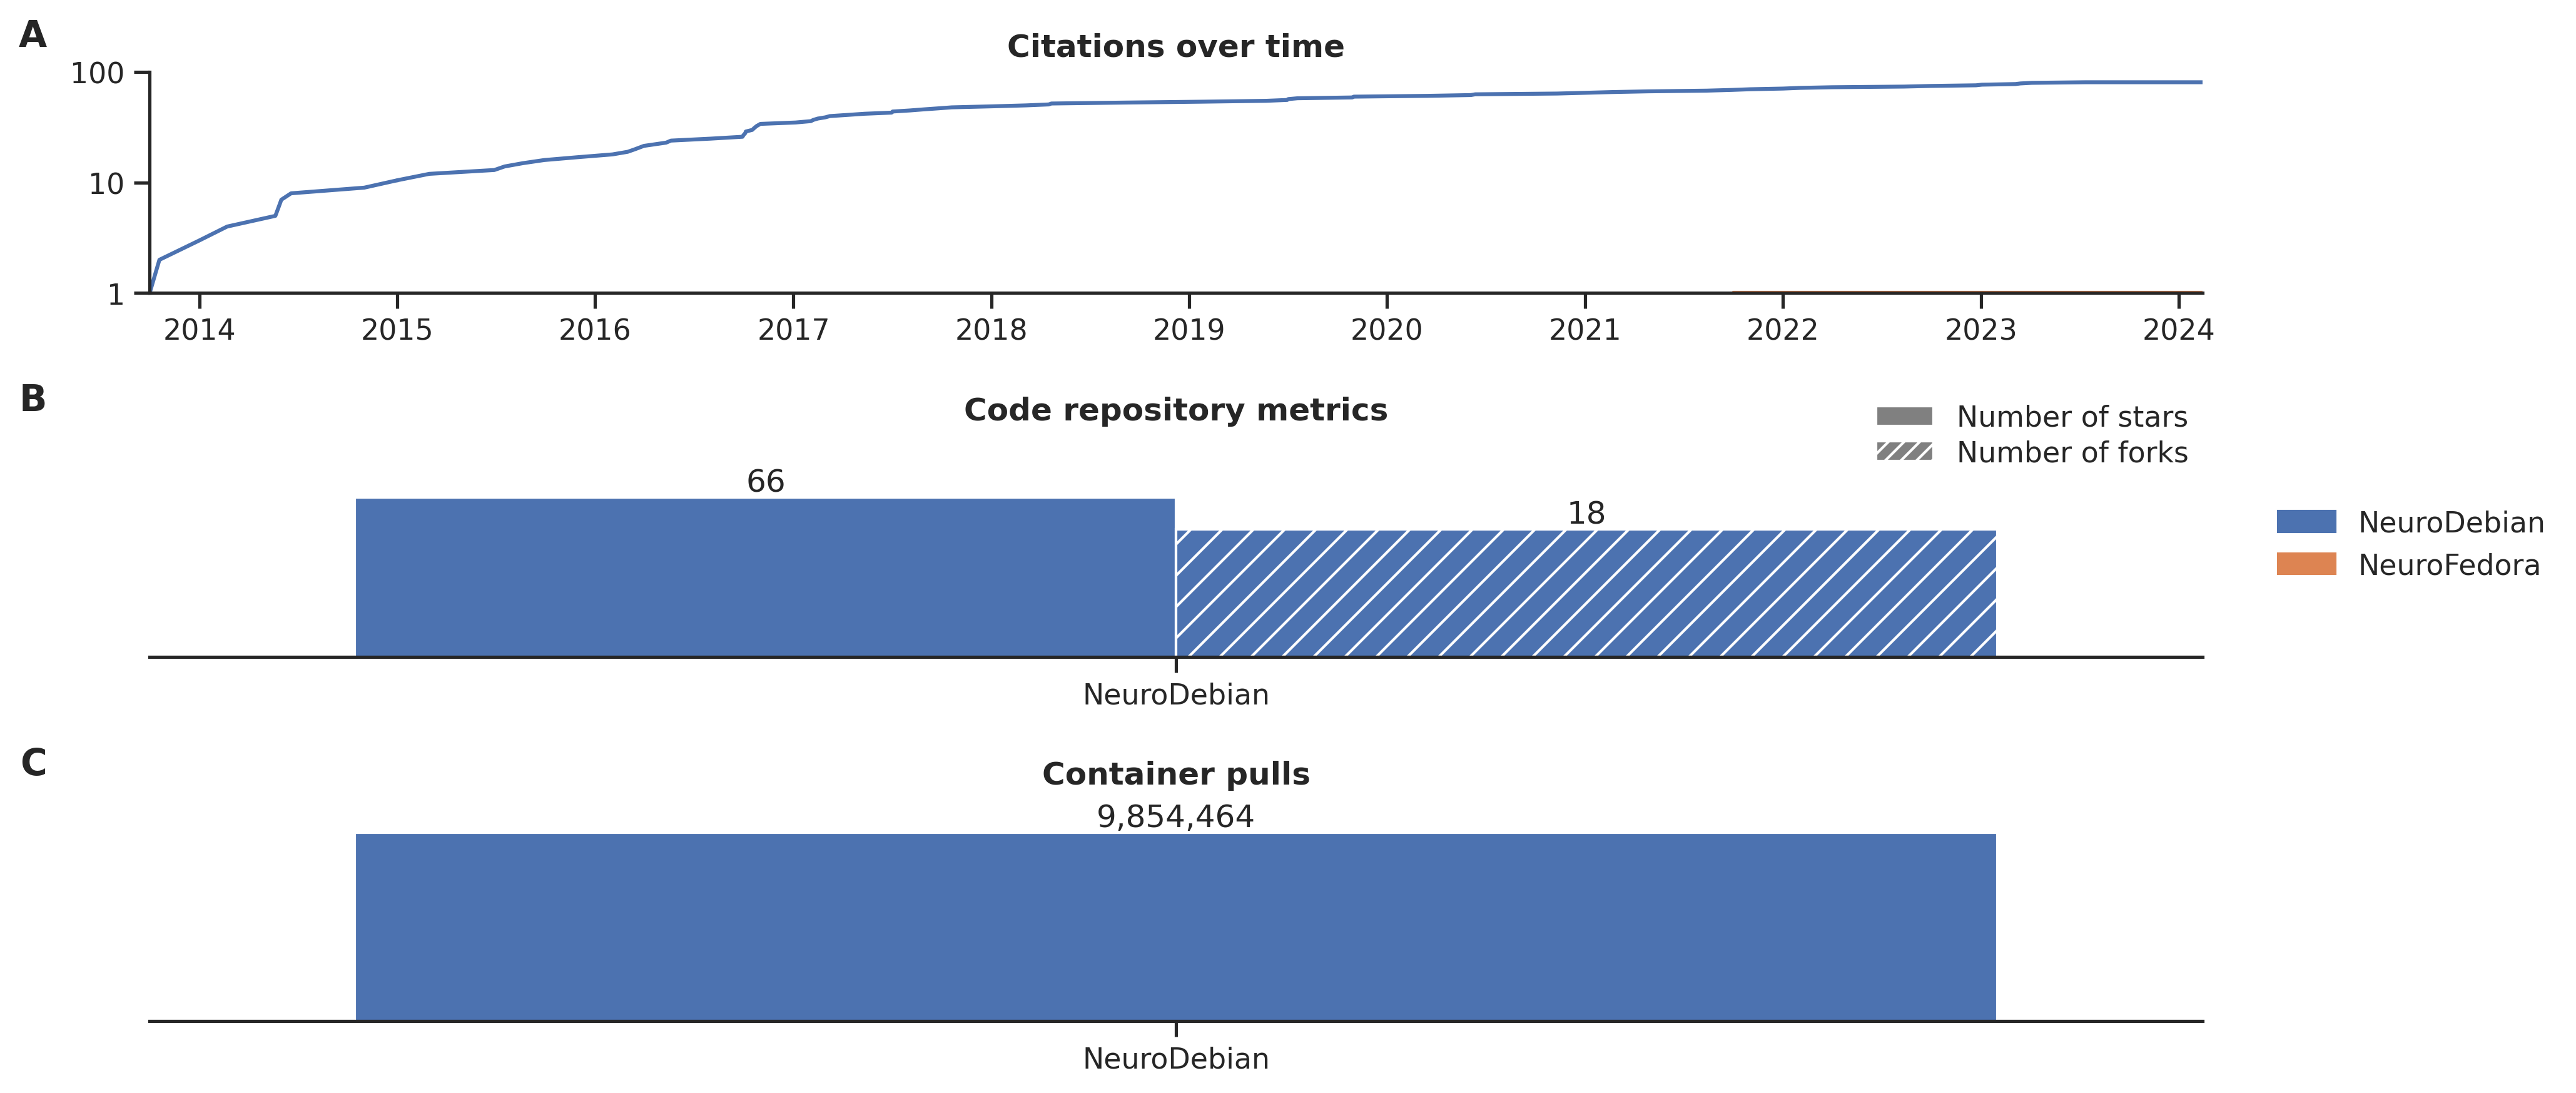 A
Citations over time
100
10
1
2014 2015 2016 2017 2018 2019 2020 2021 2022 2023 2024
B
Code repository metrics
Number of stars
Number of forks
66
18
NeuroDebian
NeuroFedora
NeuroDebian
C
Container pulls
9,854,464
NeuroDebian